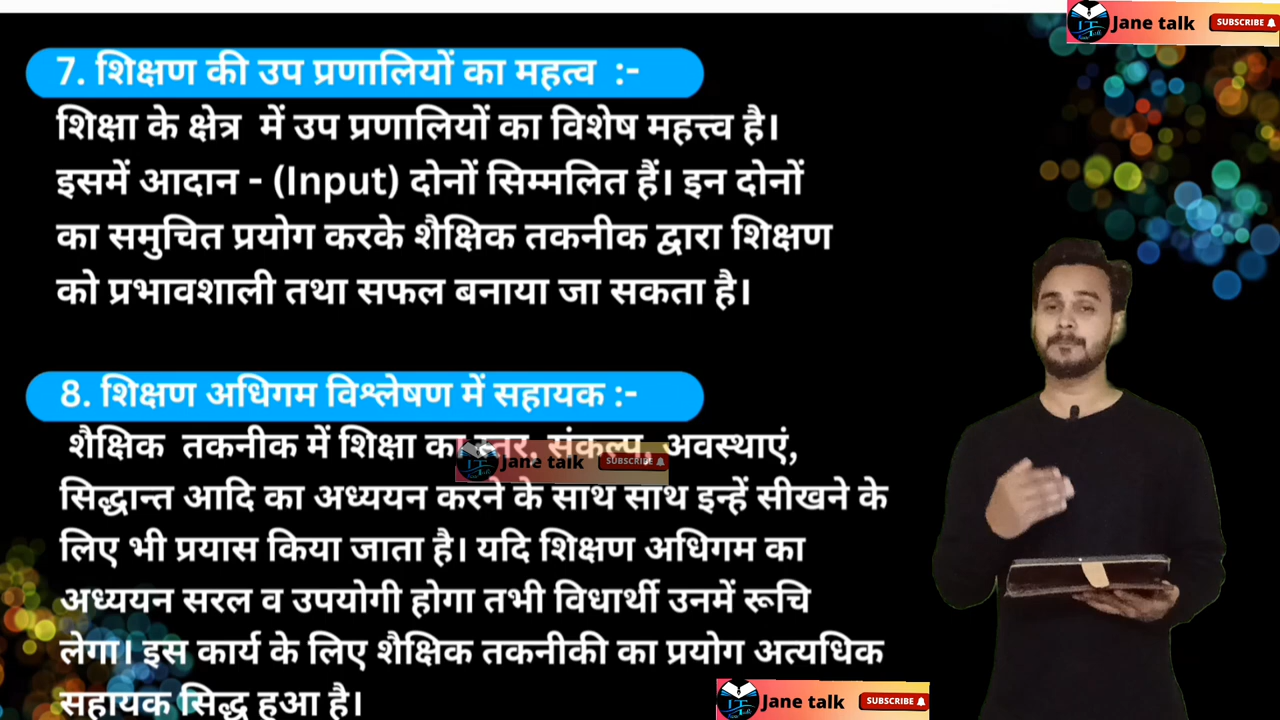 Jane talk SUBSCRIBE
7. शिक्षण की उप प्रणालियों का महत्व :-
शिक्षा के क्षेत्र में उप प्रणालियों का विशेष महत्त्व है।
इसमें आदान - (Input) दोनों सिम्मलित हैं। इन दोनों
का समुचित प्रयोग करके शैक्षिक तकनीक द्वारा शिक्षण
को प्रभावशाली तथा सफल बनाया जा सकता है।
8. शिक्षण अधिगम विश्लेषण में सहायक :-
शैक्षिक तकनीक में शिक्षा का स्तर, संकल्प, अवस्थाएं,
Jane talk SUBSCRIBE
सिद्धान्त आदि का अध्ययन करने के साथ साथ इन्हें सीखने के
लिए भी प्रयास किया जाता है। यदि शिक्षण अधिगम का
अध्ययन सरल व उपयोगी होगा तभी विधार्थी उनमें रूचि
लेगा। इस कार्य के लिए शैक्षिक तकनीकी का प्रयोग अत्यधिक
सहायक सिद्ध हुआ है।
Jane talk SUBSCRIBE